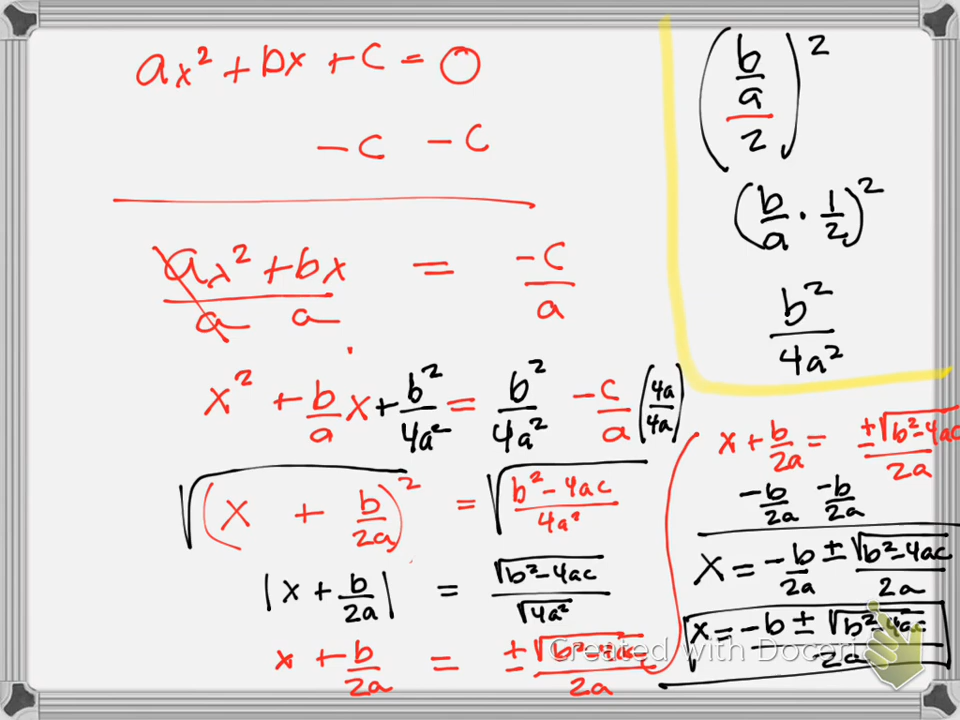 ax² + bx + c = 0
-c -c
ax² + bx = -c
a a a
x² + b/a x + b²/4a² = b²/4a² - c/a (4a/4a)
√(x + b/2a)² = √b² - 4ac/4a²
|x + b/2a| = √b² - 4ac/√4a²
x + b/2a = ±√b² - 4ac/2a
(b/a/2)²
(b/a · 1/2)²
b²/4a²
x + b/2a = ±√b² - 4ac/2a
-b/2a -b/2a
x = -b/2a ± √b² - 4ac/2a
x = -b ± √b² - 4ac/2a
Created with Doceri